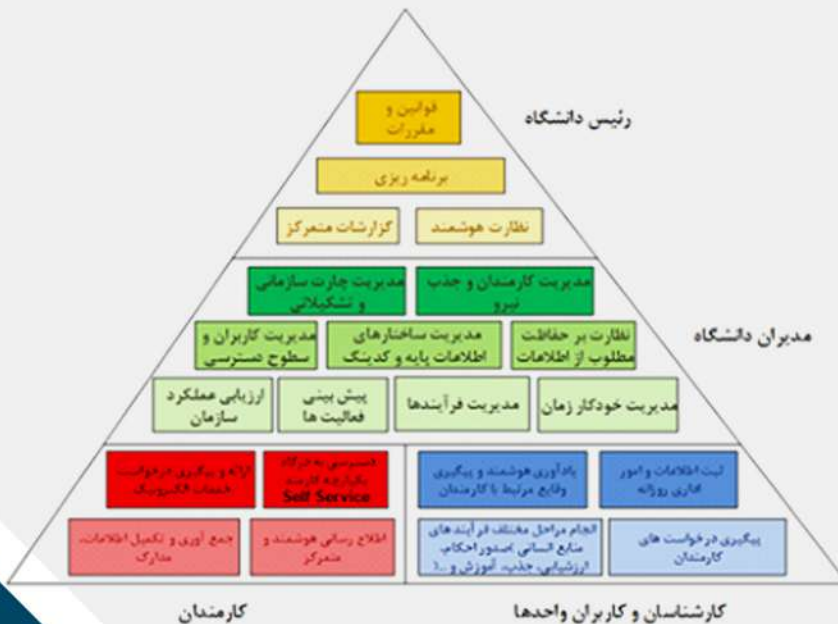 قوانین و
مقررات
رئیس دانشگاه
برنامه ریزی
نظارت هوشمند
گزارشات متمرکز
مدیریت کارمندان و جذب
نیرو
مدیریت چارت سازمانی
و تشکیلاتی
مدیران دانشگاه
نظارت بر حفاظت
مطلوب از اطلاعات
مدیریت ساختارهای
اطلاعات پایه و کدینگ
مدیریت کاربران و
سطوح دسترسی
مدیریت خودکار زمان
مدیریت فرآیندها
پیش بینی
فعالیت ها
ارزیابی عملکرد
سازمان
ثبت اطلاعات و امور
اداری روزانه
یادآوری هوشمند و پیگیری
وقایع مرتبط با کارمندان
دسترسی به درگاه
یکپارچه کارمند
Self Service
ارائه و پیگیری درخواست
خدمات الکترونیک
پیگیری درخواست های
کارمندان
انجام مراحل مختلف فرآیندهای
منابع انسانی (صدور احکام،
ارزشیابی، جذب، آموزش و ...)
اطلاع رسانی هوشمند و
متمرکز
جمع آوری و تکمیل اطلاعات،
مدارک
کارشناسان و کاربران واحدها
کارمندان